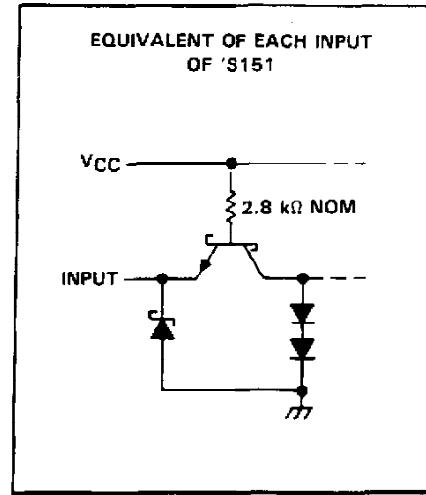 EQUIVALENT OF EACH INPUT
OF 'S151
VCC
2.8 kΩ NOM
INPUT